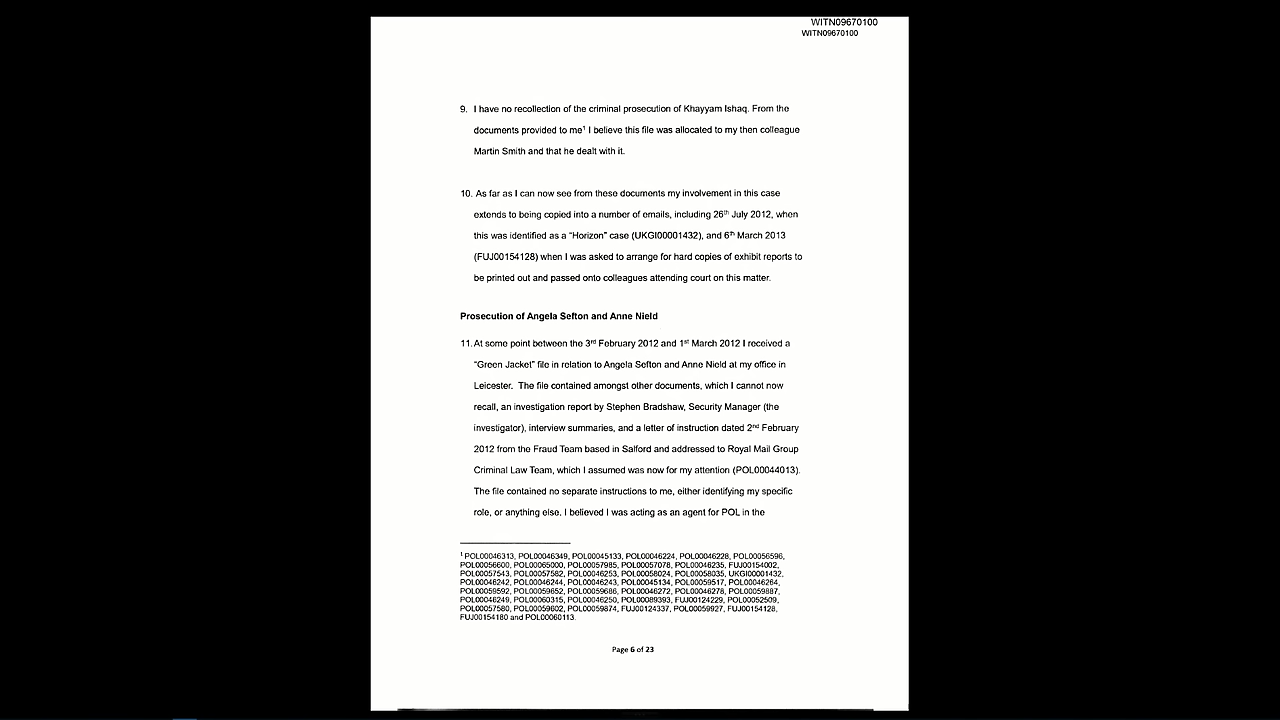 WITN09670100
WITN09670100
9. I have no recollection of the criminal prosecution of Khayyam Ishaq. From the
documents provided to me¹ I believe this file was allocated to my then colleague
Martin Smith and that he dealt with it.
10. As far as I can now see from these documents my involvement in this case
extends to being copied into a number of emails, including 26th July 2012, when
this was identified as a "Horizon" case (UKGI00001432), and 6th March 2013
(FUJ00154128) when I was asked to arrange for hard copies of exhibit reports to
be printed out and passed onto colleagues attending court on this matter.
Prosecution of Angela Sefton and Anne Nield
11. At some point between the 3rd February 2012 and 1st March 2012 I received a
"Green Jacket" file in relation to Angela Sefton and Anne Nield at my office in
Leicester. The file contained amongst other documents, which I cannot now
recall, an investigation report by Stephen Bradshaw, Security Manager (the
investigator), interview summaries, and a letter of instruction dated 2nd February
2012 from the Fraud Team based in Salford and addressed to Royal Mail Group
Criminal Law Team, which I assumed was now for my attention (POL00044013).
The file contained no separate instructions to me, either identifying my specific
role, or anything else. I believed I was acting as an agent for POL in the
¹ POL00046313, POL00046349, POL00045133, POL00046224, POL00046228, POL00056596,
POL00056600, POL00065000, POL00057985, POL00057078, POL00046235, FUJ00154002,
POL00057543, POL00057582, POL00046253, POL00058024, POL00058035, UKGI00001432,
POL00046242, POL00046244, POL00046243, POL00045134, POL00059517, POL00046264,
POL00059592, POL00059652, POL00059686, POL00046272, POL00046278, POL00059887,
POL00046249, POL00060315, POL00046250, POL00089393, FUJ00124229, POL00052509,
POL00057580, POL00059602, POL00059874, FUJ00124337, POL00059927, FUJ00154128,
FUJ00154180 and POL00060113.
Page 6 of 23